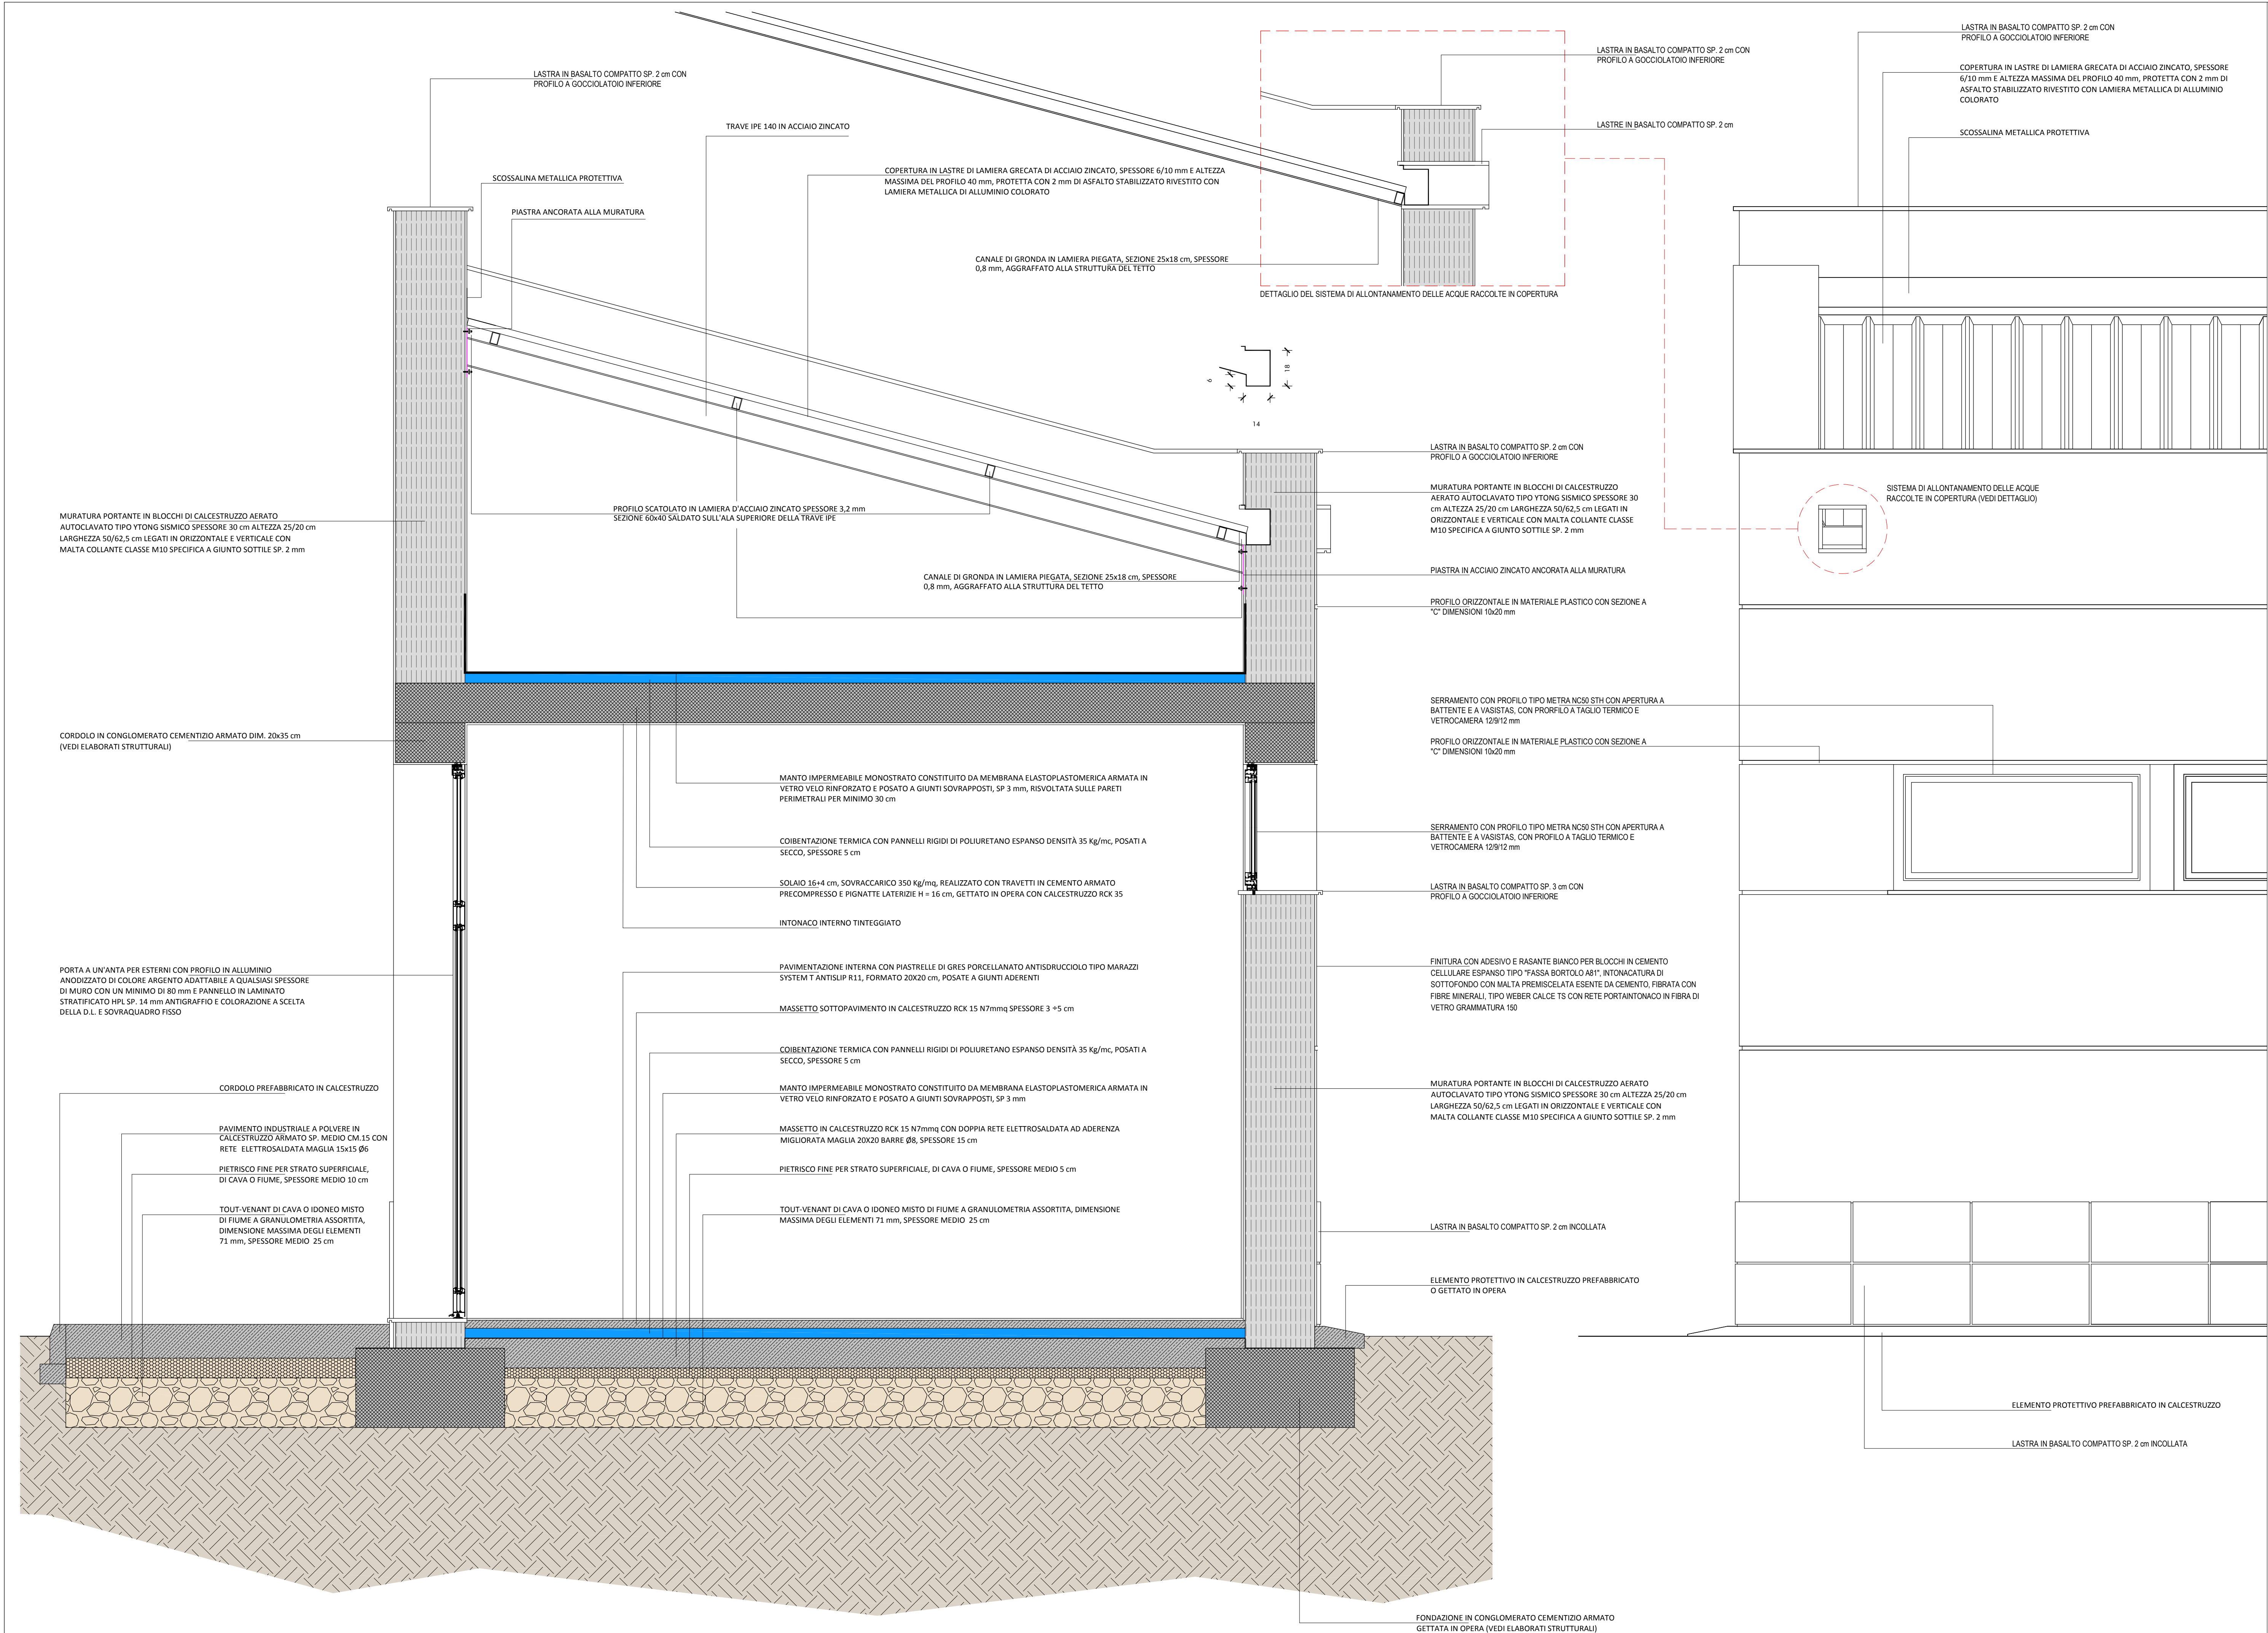 LASTRA IN BASALTO COMPATTO SP. 2 cm CON
PROFILO A GOCCIOLATOIO INFERIORE
TRAVE IPE 140 IN ACCIAIO ZINCATO
SCOSSALINA METALLICA PROTETTIVA
PIASTRA ANCORATA ALLA MURATURA
COPERTURA IN LASTRE DI LAMIERA GRECATA DI ACCIAIO ZINCATO, SPESSORE 6/10 mm E ALTEZZA
MASSIMA DEL PROFILO 40 mm, PROTETTA CON 2 mm DI ASFALTO STABILIZZATO RIVESTITO CON
LAMIERA METALLICA DI ALLUMINIO COLORATO
CANALE DI GRONDA IN LAMIERA PIEGATA, SEZIONE 25x18 cm, SPESSORE
0,8 mm, AGGRAFFATO ALLA STRUTTURA DEL TETTO
LASTRA IN BASALTO COMPATTO SP. 2 cm CON
PROFILO A GOCCIOLATOIO INFERIORE
LASTRE IN BASALTO COMPATTO SP. 2 cm
DETTAGLIO DEL SISTEMA DI ALLONTANAMENTO DELLE ACQUE RACCOLTE IN COPERTURA
LASTRA IN BASALTO COMPATTO SP. 2 cm CON
PROFILO A GOCCIOLATOIO INFERIORE
COPERTURA IN LASTRE DI LAMIERA GRECATA DI ACCIAIO ZINCATO, SPESSORE
6/10 mm E ALTEZZA MASSIMA DEL PROFILO 40 mm, PROTETTA CON 2 mm DI
ASFALTO STABILIZZATO RIVESTITO CON LAMIERA METALLICA DI ALLUMINIO
COLORATO
SCOSSALINA METALLICA PROTETTIVA
6
18
14
MURATURA PORTANTE IN BLOCCHI DI CALCESTRUZZO AERATO
AUTOCLAVATO TIPO YTONG SISMICO SPESSORE 30 cm ALTEZZA 25/20 cm
LARGHEZZA 50/62,5 cm LEGATI IN ORIZZONTALE E VERTICALE CON
MALTA COLLANTE CLASSE M10 SPECIFICA A GIUNTO SOTTILE SP. 2 mm
PROFILO SCATOLATO IN LAMIERA D'ACCIAIO ZINCATO SPESSORE 3,2 mm
SEZIONE 60x40 SALDATO SULL'ALA SUPERIORE DELLA TRAVE IPE
CANALE DI GRONDA IN LAMIERA PIEGATA, SEZIONE 25x18 cm, SPESSORE
0,8 mm, AGGRAFFATO ALLA STRUTTURA DEL TETTO
LASTRA IN BASALTO COMPATTO SP. 2 cm CON
PROFILO A GOCCIOLATOIO INFERIORE
MURATURA PORTANTE IN BLOCCHI DI CALCESTRUZZO
AERATO AUTOCLAVATO TIPO YTONG SISMICO SPESSORE 30
cm ALTEZZA 25/20 cm LARGHEZZA 50/62,5 cm LEGATI IN
ORIZZONTALE E VERTICALE CON MALTA COLLANTE CLASSE
M10 SPECIFICA A GIUNTO SOTTILE SP. 2 mm
PIASTRA IN ACCIAIO ZINCATO ANCORATA ALLA MURATURA
PROFILO ORIZZONTALE IN MATERIALE PLASTICO CON SEZIONE A
"C" DIMENSIONI 10x20 mm
SISTEMA DI ALLONTANAMENTO DELLE ACQUE
RACCOLTE IN COPERTURA (VEDI DETTAGLIO)
CORDOLO IN CONGLOMERATO CEMENTIZIO ARMATO DIM. 20x35 cm
(VEDI ELABORATI STRUTTURALI)
SERRAMENTO CON PROFILO TIPO METRA NC50 STH CON APERTURA A
BATTENTE E A VASISTAS, CON PRORFILO A TAGLIO TERMICO E
VETROCAMERA 12/9/12 mm
PROFILO ORIZZONTALE IN MATERIALE PLASTICO CON SEZIONE A
"C" DIMENSIONI 10x20 mm
MANTO IMPERMEABILE MONOSTRATO CONSTITUITO DA MEMBRANA ELASTOPLASTOMERICA ARMATA IN
VETRO VELO RINFORZATO E POSATO A GIUNTI SOVRAPPOSTI, SP 3 mm, RISVOLTATA SULLE PARETI
PERIMETRALI PER MINIMO 30 cm
COIBENTAZIONE TERMICA CON PANNELLI RIGIDI DI POLIURETANO ESPANSO DENSITÀ 35 Kg/mc, POSATI A
SECCO, SPESSORE 5 cm
SOLAIO 16+4 cm, SOVRACCARICO 350 Kg/mq, REALIZZATO CON TRAVETTI IN CEMENTO ARMATO
PRECOMPRESSO E PIGNATTE LATERIZIE H = 16 cm, GETTATO IN OPERA CON CALCESTRUZZO RCK 35
INTONACO INTERNO TINTEGGIATO
SERRAMENTO CON PROFILO TIPO METRA NC50 STH CON APERTURA A
BATTENTE E A VASISTAS, CON PROFILO A TAGLIO TERMICO E
VETROCAMERA 12/9/12 mm
LASTRA IN BASALTO COMPATTO SP. 3 cm CON
PROFILO A GOCCIOLATOIO INFERIORE
PORTA A UN'ANTA PER ESTERNI CON PROFILO IN ALLUMINIO
ANODIZZATO DI COLORE ARGENTO ADATTABILE A QUALSIASI SPESSORE
DI MURO CON UN MINIMO DI 80 mm E PANNELLO IN LAMINATO
STRATIFICATO HPL SP. 14 mm ANTIGRAFFIO E COLORAZIONE A SCELTA
DELLA D.L. E SOVRAQUADRO FISSO
PAVIMENTAZIONE INTERNA CON PIASTRELLE DI GRES PORCELLANATO ANTISDRUCCIOLO TIPO MARAZZI
SYSTEM T ANTISLIP R11, FORMATO 20X20 cm, POSATE A GIUNTI ADERENTI
MASSETTO SOTTOPAVIMENTO IN CALCESTRUZZO RCK 15 N7mmq SPESSORE 3 ÷5 cm
COIBENTAZIONE TERMICA CON PANNELLI RIGIDI DI POLIURETANO ESPANSO DENSITÀ 35 Kg/mc, POSATI A
SECCO, SPESSORE 5 cm
MANTO IMPERMEABILE MONOSTRATO CONSTITUITO DA MEMBRANA ELASTOPLASTOMERICA ARMATA IN
VETRO VELO RINFORZATO E POSATO A GIUNTI SOVRAPPOSTI, SP 3 mm
MASSETTO IN CALCESTRUZZO RCK 15 N7mmq CON DOPPIA RETE ELETTROSALDATA AD ADERENZA
MIGLIORATA MAGLIA 20X20 BARRE Ø8, SPESSORE 15 cm
PIETRISCO FINE PER STRATO SUPERFICIALE, DI CAVA O FIUME, SPESSORE MEDIO 5 cm
TOUT-VENANT DI CAVA O IDONEO MISTO DI FIUME A GRANULOMETRIA ASSORTITA, DIMENSIONE
MASSIMA DEGLI ELEMENTI 71 mm, SPESSORE MEDIO 25 cm
FINITURA CON ADESIVO E RASANTE BIANCO PER BLOCCHI IN CEMENTO
CELLULARE ESPANSO TIPO "FASSA BORTOLO A81", INTONACATURA DI
SOTTOFONDO CON MALTA PREMISCELATA ESENTE DA CEMENTO, FIBRATA CON
FIBRE MINERALI, TIPO WEBER CALCE TS CON RETE PORTAINTONACO IN FIBRA DI
VETRO GRAMMATURA 150
MURATURA PORTANTE IN BLOCCHI DI CALCESTRUZZO AERATO
AUTOCLAVATO TIPO YTONG SISMICO SPESSORE 30 cm ALTEZZA 25/20 cm
LARGHEZZA 50/62,5 cm LEGATI IN ORIZZONTALE E VERTICALE CON
MALTA COLLANTE CLASSE M10 SPECIFICA A GIUNTO SOTTILE SP. 2 mm
CORDOLO PREFABBRICATO IN CALCESTRUZZO
PAVIMENTO INDUSTRIALE A POLVERE IN
CALCESTRUZZO ARMATO SP. MEDIO CM.15 CON
RETE ELETTROSALDATA MAGLIA 15x15 Ø6
PIETRISCO FINE PER STRATO SUPERFICIALE,
DI CAVA O FIUME, SPESSORE MEDIO 10 cm
TOUT-VENANT DI CAVA O IDONEO MISTO
DI FIUME A GRANULOMETRIA ASSORTITA,
DIMENSIONE MASSIMA DEGLI ELEMENTI
71 mm, SPESSORE MEDIO 25 cm
LASTRA IN BASALTO COMPATTO SP. 2 cm INCOLLATA
ELEMENTO PROTETTIVO IN CALCESTRUZZO PREFABBRICATO
O GETTATO IN OPERA
ELEMENTO PROTETTIVO PREFABBRICATO IN CALCESTRUZZO
LASTRA IN BASALTO COMPATTO SP. 2 cm INCOLLATA
FONDAZIONE IN CONGLOMERATO CEMENTIZIO ARMATO
GETTATA IN OPERA (VEDI ELABORATI STRUTTURALI)